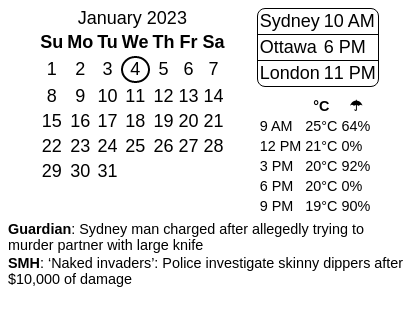 January 2023
Su Mo Tu We Th Fr Sa
1 2 3 4 5 6 7
8 9 10 11 12 13 14
15 16 17 18 19 20 21
22 23 24 25 26 27 28
29 30 31
Sydney 10 AM
Ottawa 6 PM
London 11 PM
°C ☂
9 AM 25°C 64%
12 PM 21°C 0%
3 PM 20°C 92%
6 PM 20°C 0%
9 PM 19°C 90%
Guardian: Sydney man charged after allegedly trying to
murder partner with large knife
SMH: ‘Naked invaders’: Police investigate skinny dippers after
$10,000 of damage